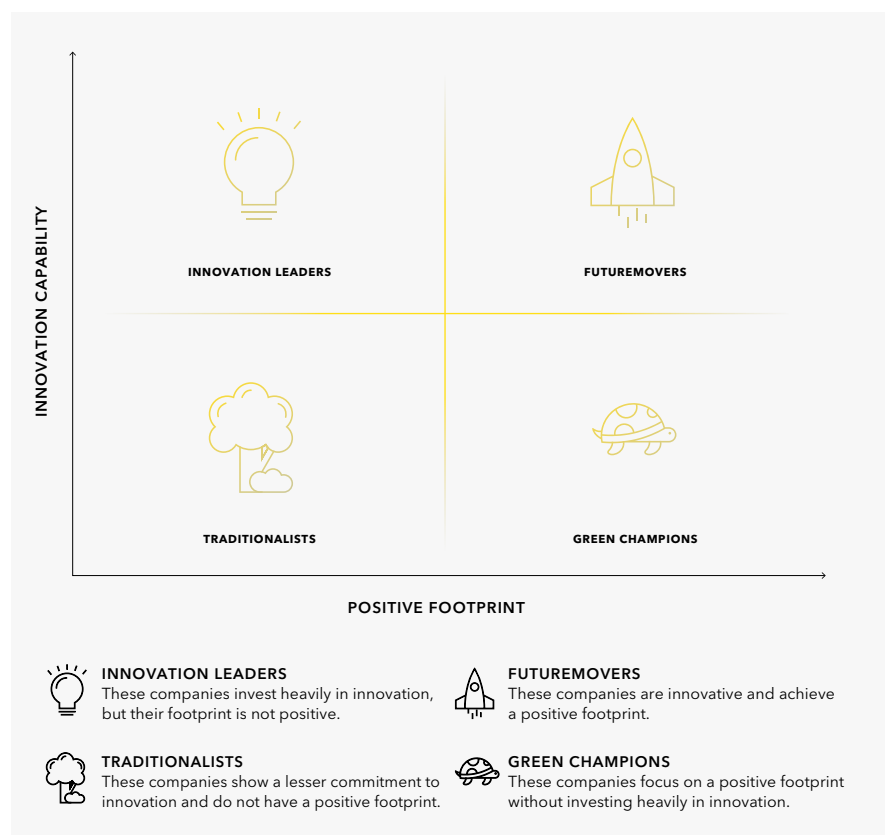 INNOVATION CAPABILITY
INNOVATION LEADERS
FUTUREMOVERS
TRADITIONALISTS
GREEN CHAMPIONS
POSITIVE FOOTPRINT
INNOVATION LEADERS
These companies invest heavily in innovation,
but their footprint is not positive.
FUTUREMOVERS
These companies are innovative and achieve
a positive footprint.
TRADITIONALISTS
These companies show a lesser commitment to
innovation and do not have a positive footprint.
GREEN CHAMPIONS
These companies focus on a positive footprint
without investing heavily in innovation.